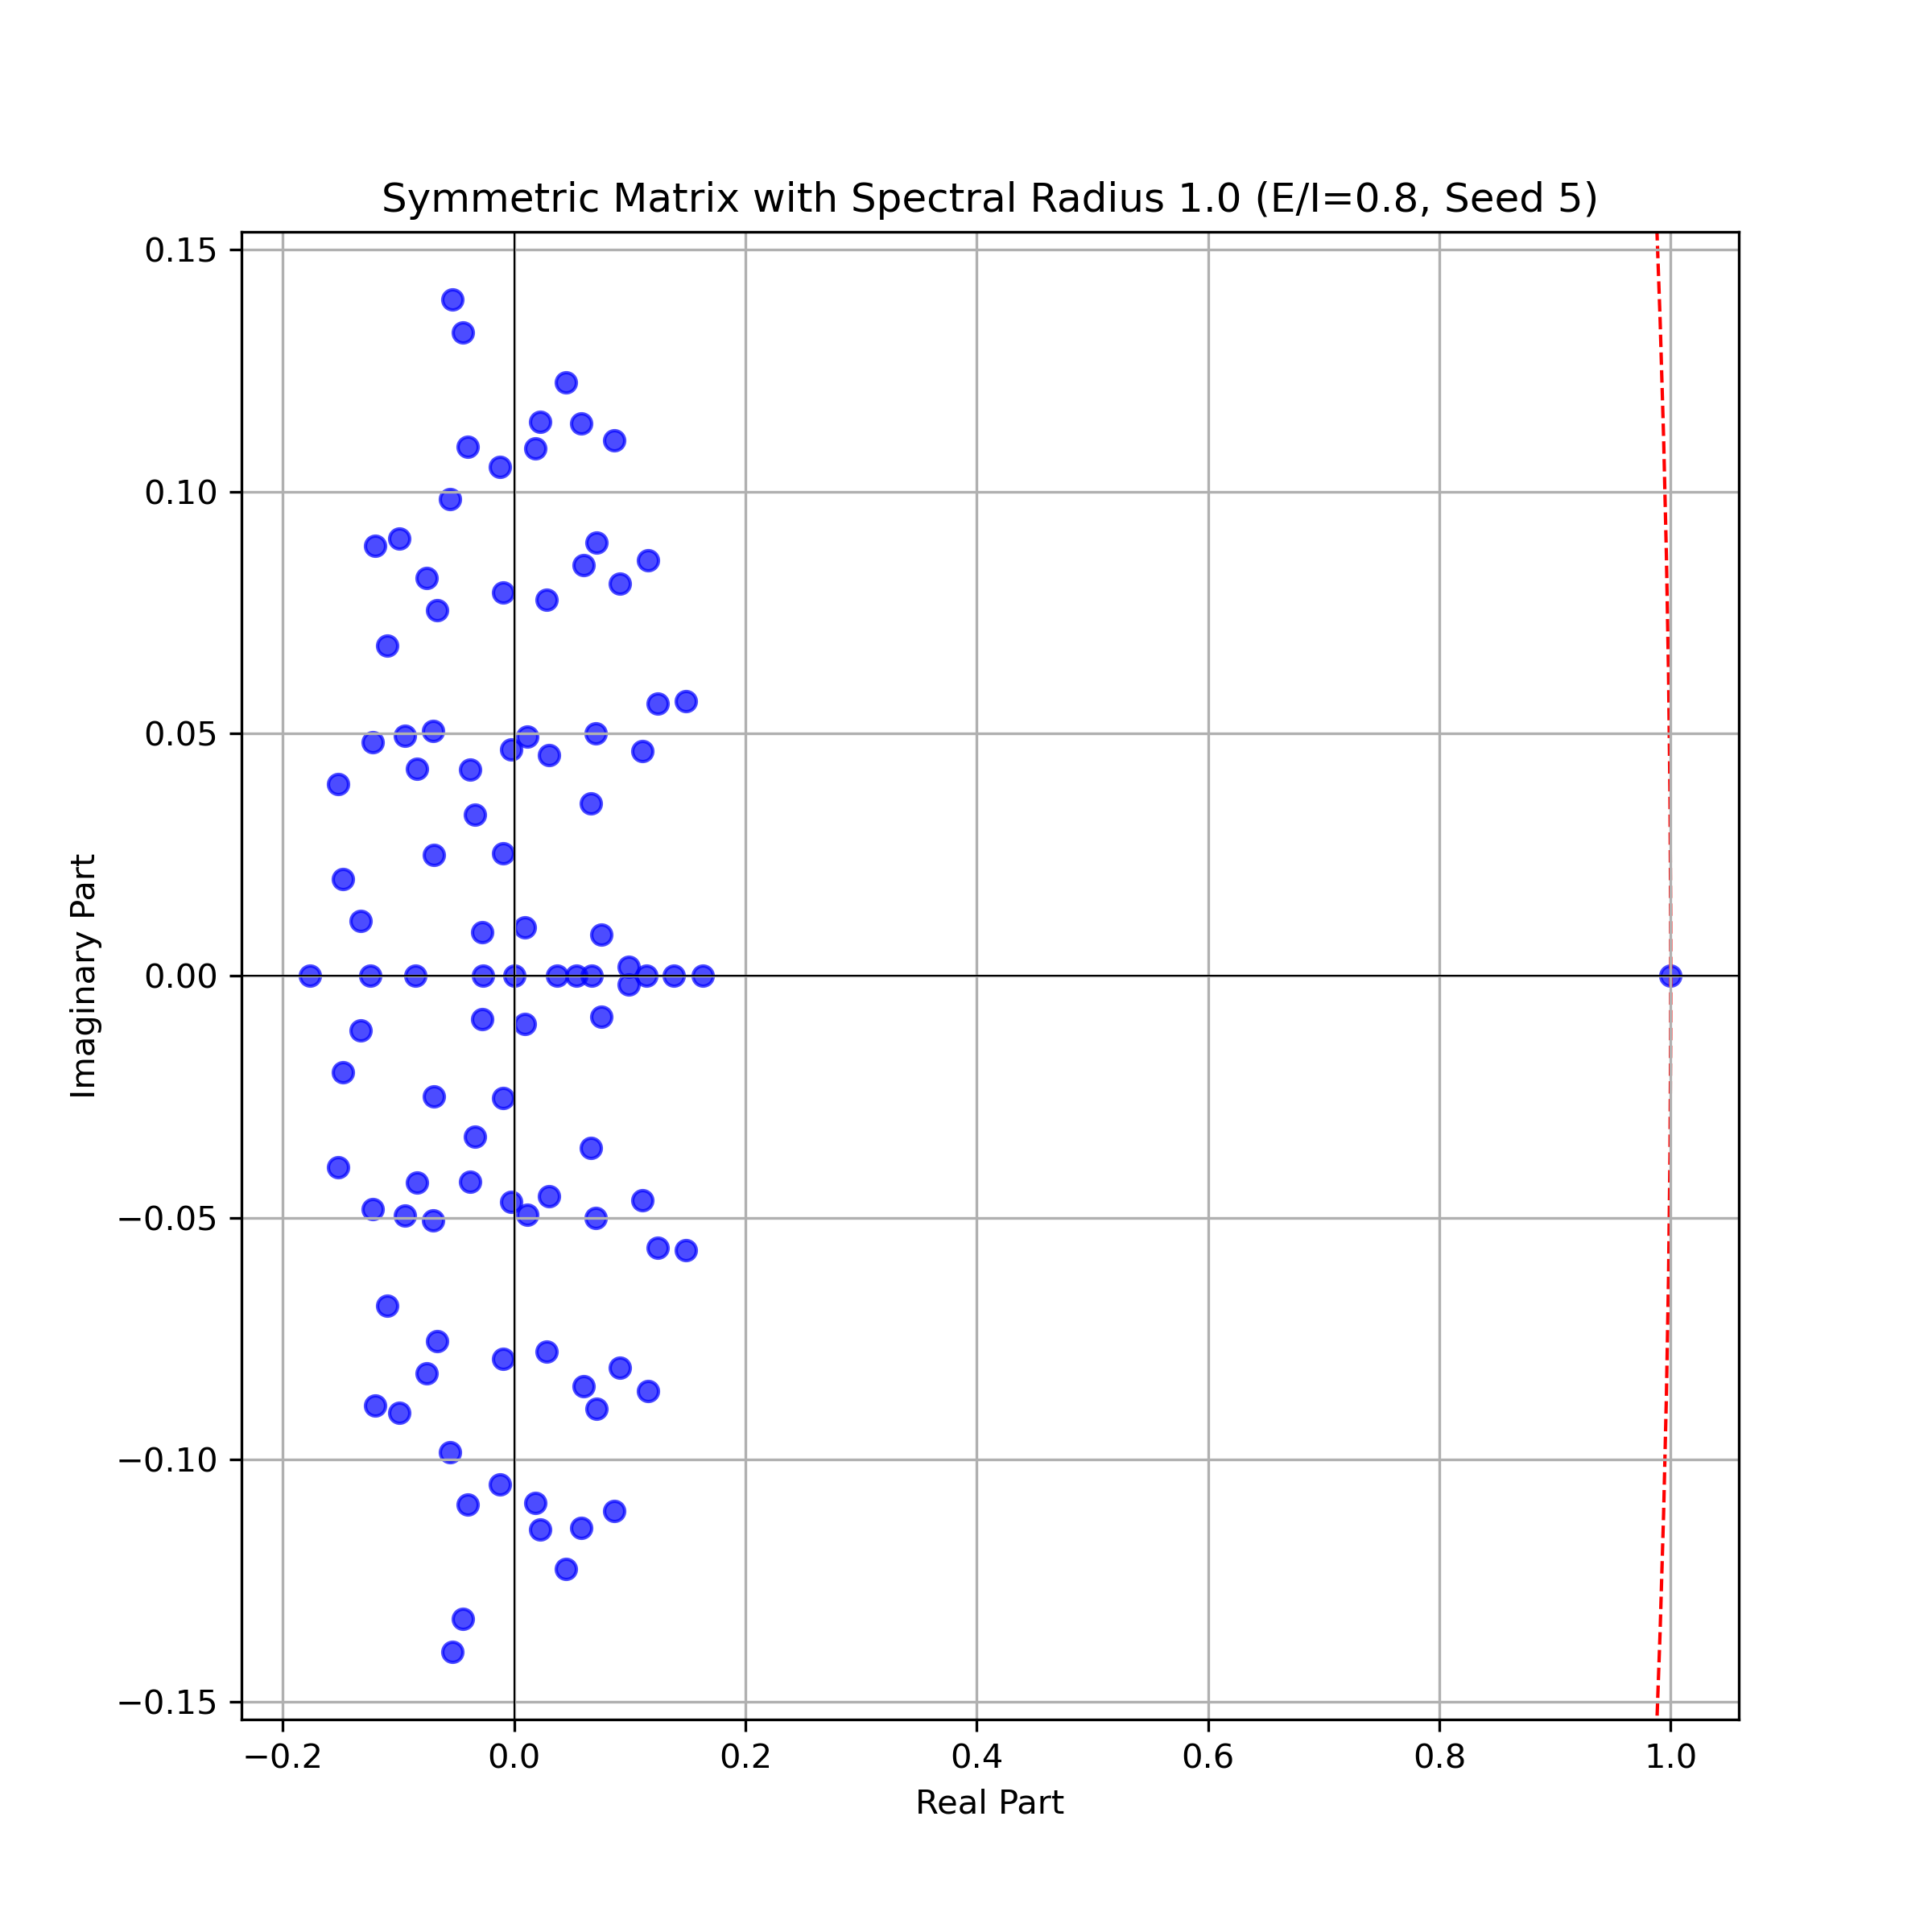 Symmetric Matrix with Spectral Radius 1.0 (E/I=0.8, Seed 5)
0.15
0.10
0.05
0.00
−0.05
−0.10
−0.15
Imaginary Part
−0.2 0.0 0.2 0.4 0.6 0.8 1.0
Real Part